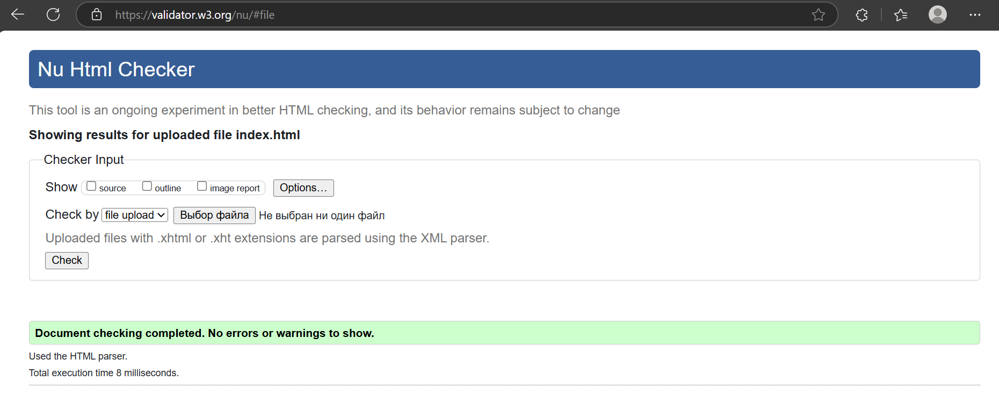 https://validator.w3.org/nu/#file
Nu Html Checker
This tool is an ongoing experiment in better HTML checking, and its behavior remains subject to change
Showing results for uploaded file index.html
Checker Input
Show source outline image report Options...
Check by file upload Выбор файла Не выбран ни один файл
Uploaded files with .xhtml or .xht extensions are parsed using the XML parser.
Check
Document checking completed. No errors or warnings to show.
Used the HTML parser.
Total execution time 8 milliseconds.